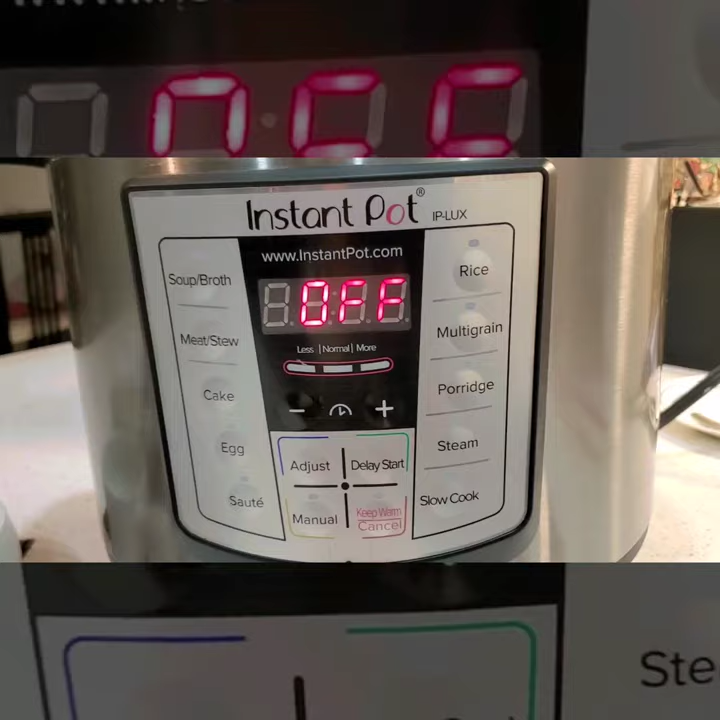 Instant Pot® IP-LUX
www.InstantPot.com
OFF
Less | Normal | More
− +
Soup/Broth
Meat/Stew
Cake
Egg
Sauté
Adjust
Delay Start
Manual
Keep Warm
Cancel
Rice
Multigrain
Porridge
Steam
Slow Cook
Ste